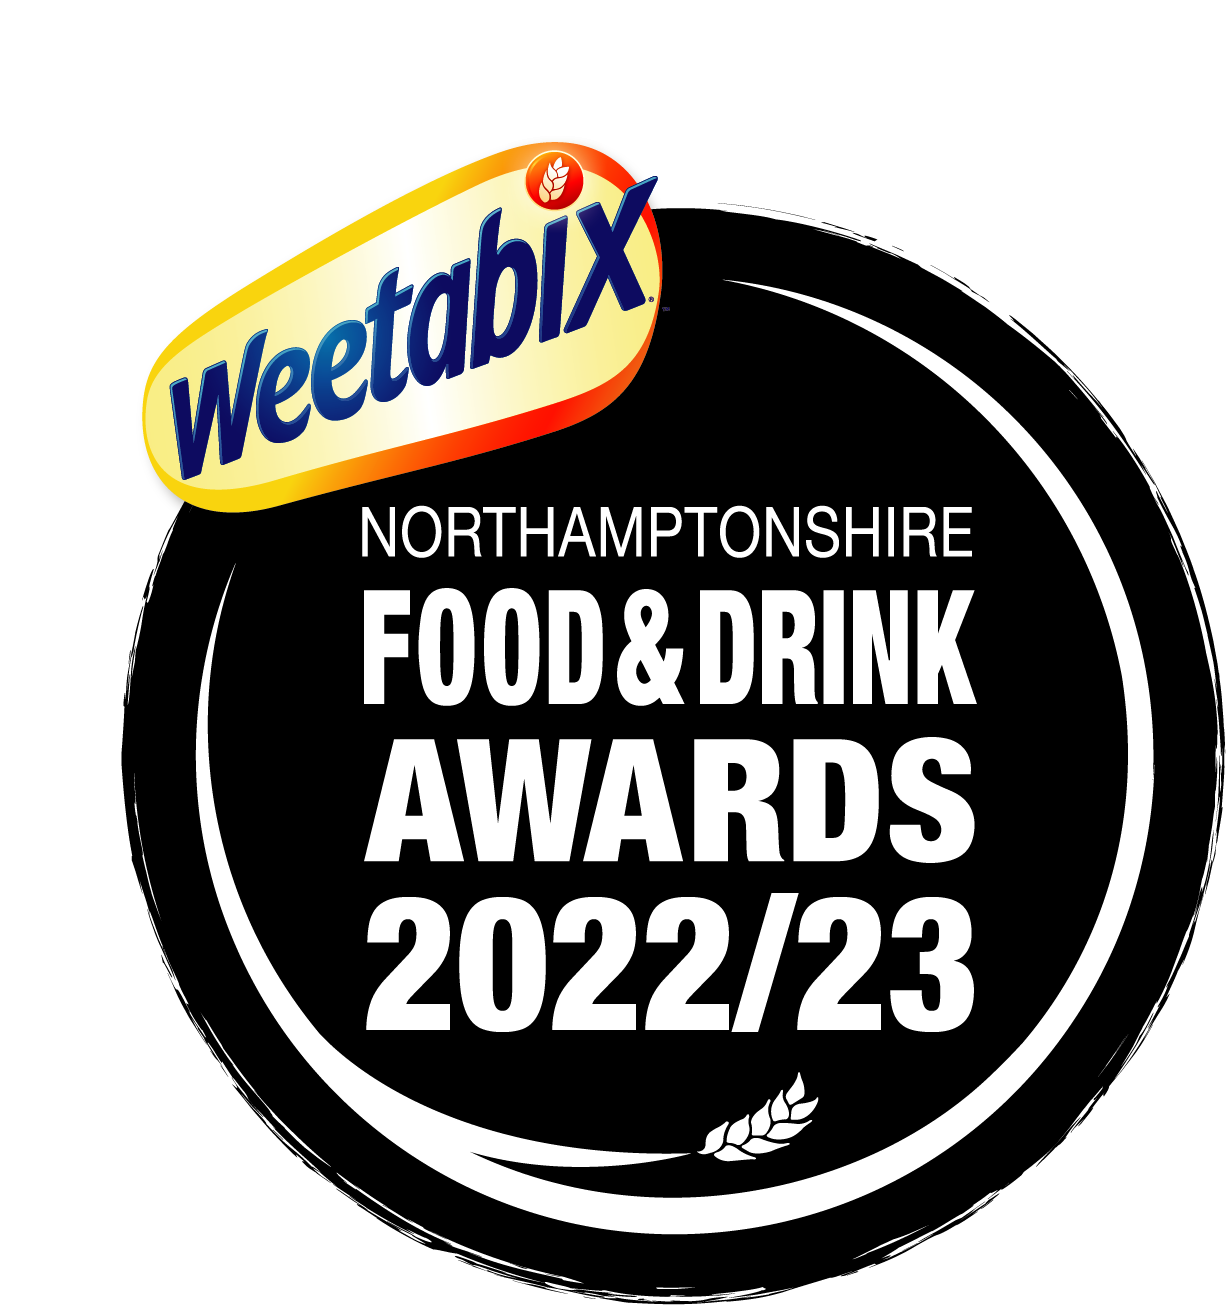 Weetabix
NORTHAMPTONSHIRE
FOOD & DRINK
AWARDS
2022/23